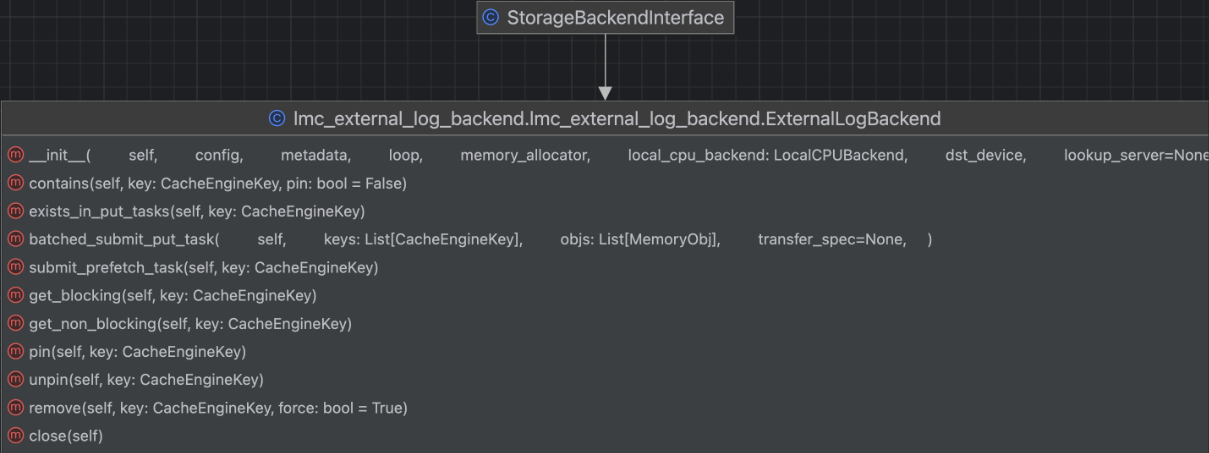 StorageBackendInterface
lmc_external_log_backend.lmc_external_log_backend.ExternalLogBackend
__init__( self, config, metadata, loop, memory_allocator, local_cpu_backend: LocalCPUBackend, dst_device, lookup_server=None
contains(self, key: CacheEngineKey, pin: bool = False)
exists_in_put_tasks(self, key: CacheEngineKey)
batched_submit_put_task( self, keys: List[CacheEngineKey], objs: List[MemoryObj], transfer_spec=None, )
submit_prefetch_task(self, key: CacheEngineKey)
get_blocking(self, key: CacheEngineKey)
get_non_blocking(self, key: CacheEngineKey)
pin(self, key: CacheEngineKey)
unpin(self, key: CacheEngineKey)
remove(self, key: CacheEngineKey, force: bool = True)
close(self)